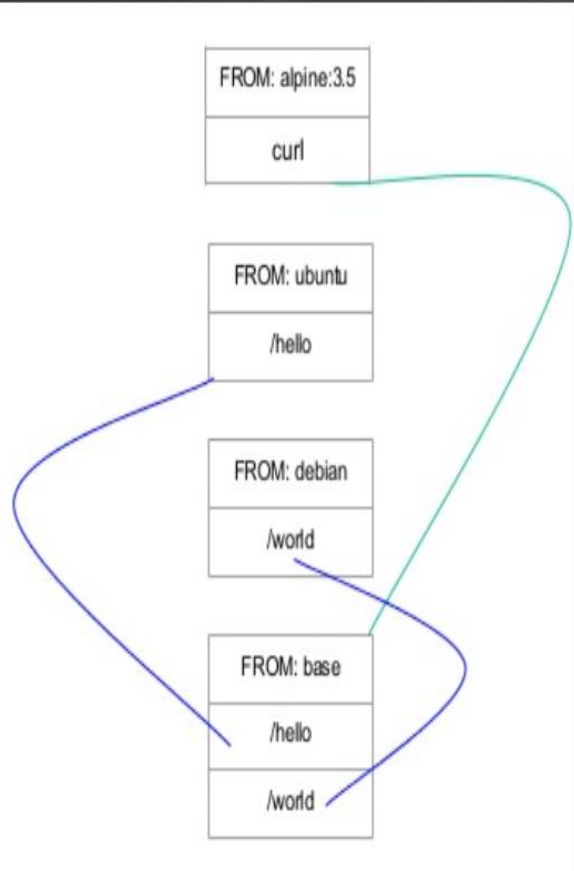 FROM: alpine:3.5
curl
FROM: ubuntu
/hello
FROM: debian
/world
FROM: base
/hello
/world